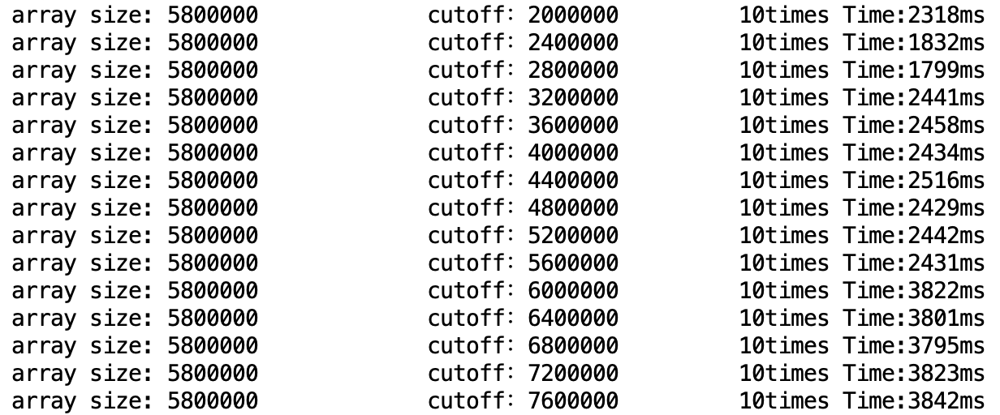 array size: 5800000 cutoff: 2000000 10times Time:2318ms
array size: 5800000 cutoff: 2400000 10times Time:1832ms
array size: 5800000 cutoff: 2800000 10times Time:1799ms
array size: 5800000 cutoff: 3200000 10times Time:2441ms
array size: 5800000 cutoff: 3600000 10times Time:2458ms
array size: 5800000 cutoff: 4000000 10times Time:2434ms
array size: 5800000 cutoff: 4400000 10times Time:2516ms
array size: 5800000 cutoff: 4800000 10times Time:2429ms
array size: 5800000 cutoff: 5200000 10times Time:2442ms
array size: 5800000 cutoff: 5600000 10times Time:2431ms
array size: 5800000 cutoff: 6000000 10times Time:3822ms
array size: 5800000 cutoff: 6400000 10times Time:3801ms
array size: 5800000 cutoff: 6800000 10times Time:3795ms
array size: 5800000 cutoff: 7200000 10times Time:3823ms
array size: 5800000 cutoff: 7600000 10times Time:3842ms